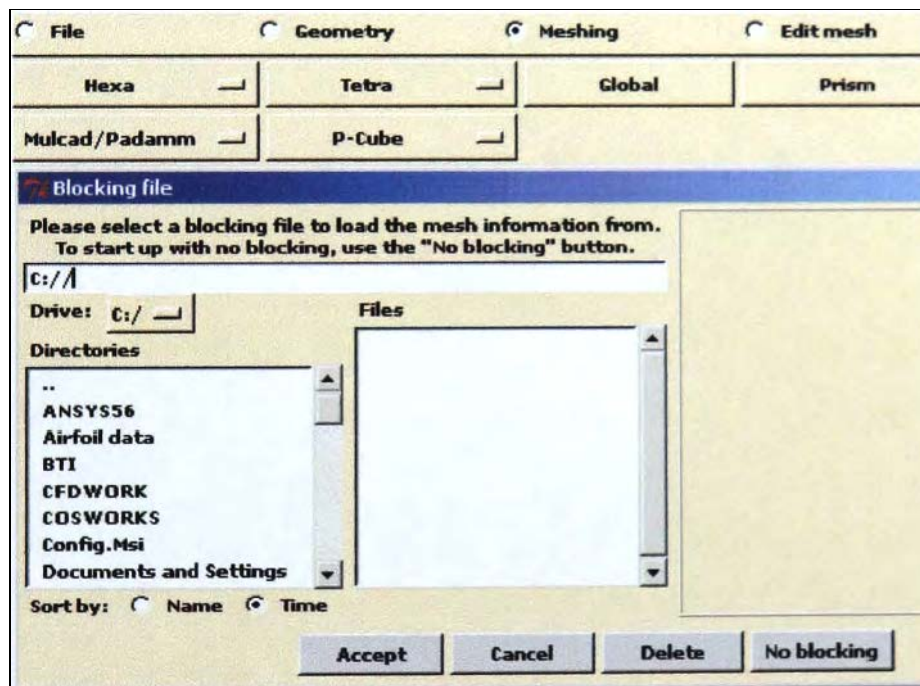 File Geometry Meshing Edit mesh
Hexa Tetra Global Prism
Mulcad/Padamm P-Cube
Blocking file
Please select a blocking file to load the mesh information from.
To start up with no blocking, use the "No blocking" button.
C://
Drive: C:/ Files
Directories
..
ANSYS56
Airfoil data
BTI
CFDWORK
COSWORKS
Config.Msi
Documents and Settings
Sort by: Name Time
Accept Cancel Delete No blocking